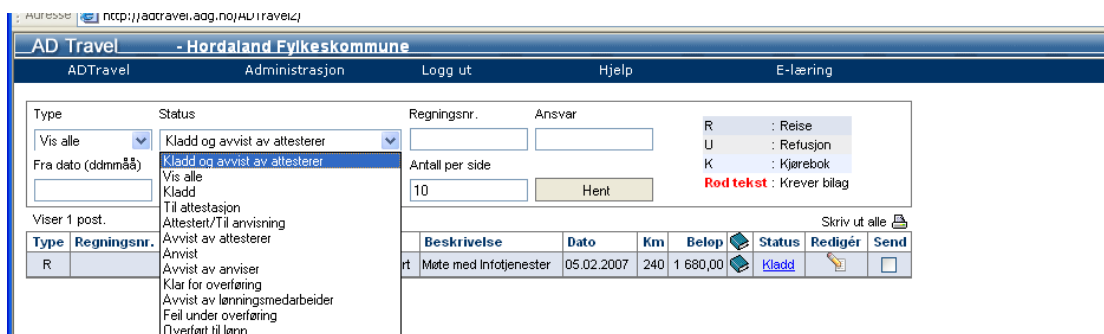 Adresse http://adtravel.adg.no/ADTravel2/
AD Travel - Hordaland Fylkeskommune
ADTravel Administrasjon Logg ut Hjelp E-læring
Type Status Regningsnr. Ansvar
Vis alle Kladd og avvist av attesterer
R : Reise
U : Refusjon
K : Kjørebok
Rød tekst : Krever bilag
Fra dato (ddmmåå) Antall per side
10 Hent
Kladd og avvist av attesterer
Vis alle
Kladd
Til attestasjon
Attestert/Til anvisning
Avvist av attesterer
Anvist
Avvist av anviser
Klar for overføring
Avvist av lønningsmedarbeider
Feil under overføring
Overført til lønn
Viser 1 post. Skriv ut alle
Type Regningsnr. Beskrivelse Dato Km Beløp Status Redigér Send
R rt Møte med Infotjenester 05.02.2007 240 1 680,00 Kladd